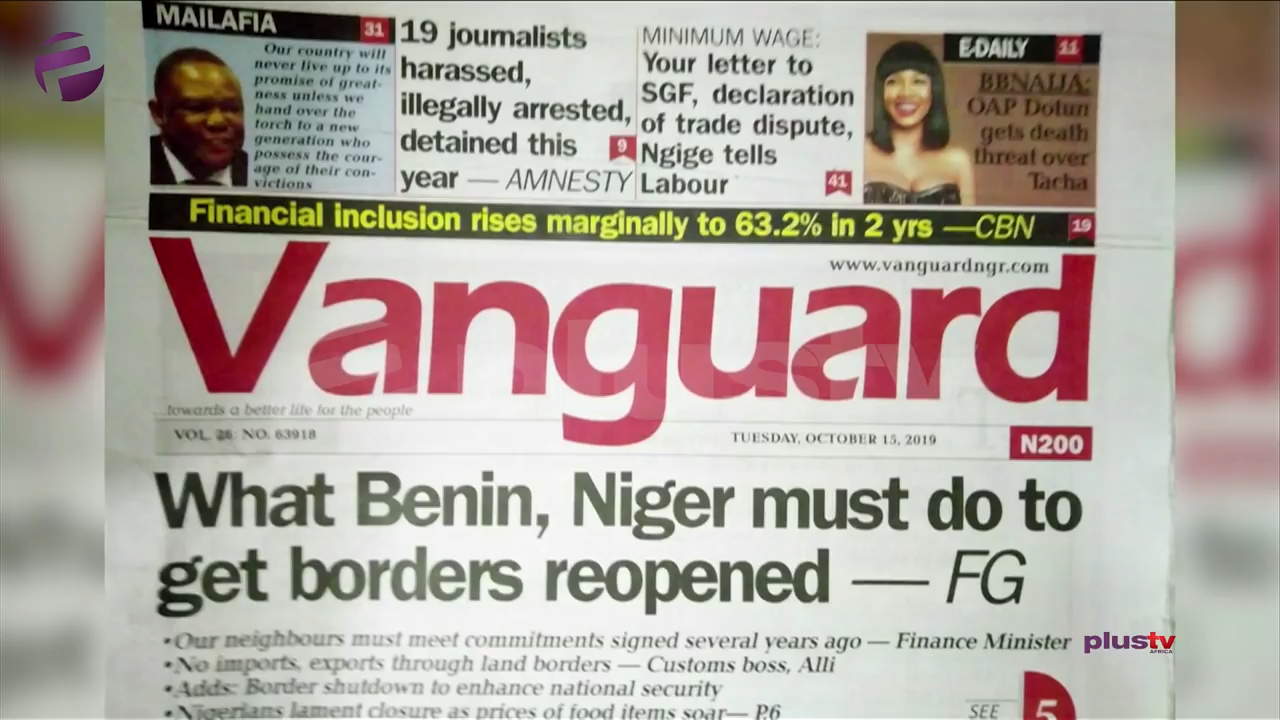 MAILAFIA
31
Our country will
never live up to its
promise of great-
ness unless we
hand over the
torch to a new
generation who
possess the cour-
age of their con-
victions
19 journalists
harassed,
illegally arrested,
detained this 9
year — AMNESTY
MINIMUM WAGE:
Your letter to
SGF, declaration
of trade dispute,
Ngige tells
Labour 41
E-DAILY 11
BBNAIJA:
OAP Dotun
gets death
threat over
Tacha
Financial inclusion rises marginally to 63.2% in 2 yrs —CBN 19
www.vanguardngr.com
Vanguard
plustv
...towards a better life for the people
VOL. 26: NO. 63918
TUESDAY, OCTOBER 15, 2019
N200
What Benin, Niger must do to
get borders reopened — FG
•Our neighbours must meet commitments signed several years ago — Finance Minister
•No imports, exports through land borders — Customs boss, Alli
•Adds: Border shutdown to enhance national security
•Nigerians lament closure as prices of food items soar— P.6
SEE 5
plustv
AFRICA